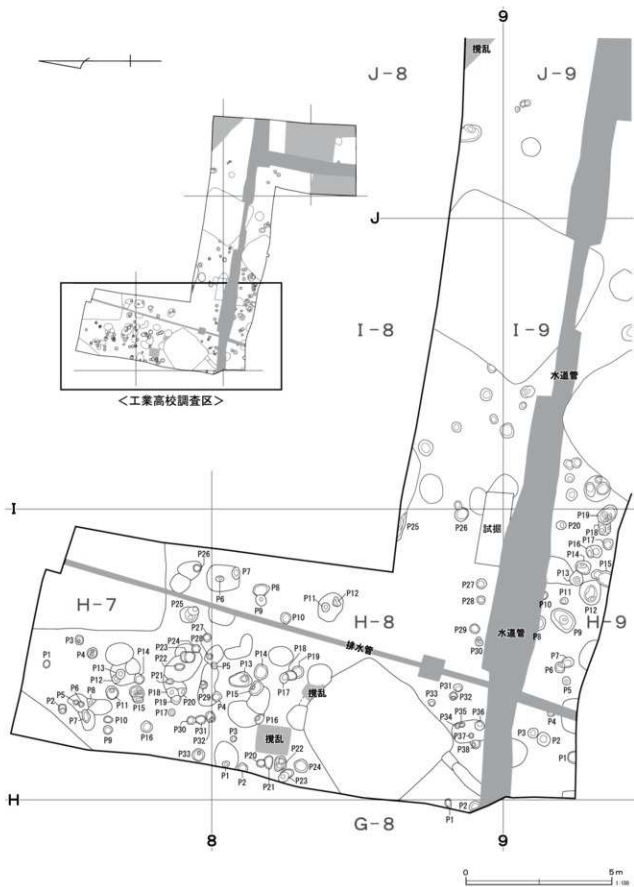 9
攪乱
J-8
J-9
J
I-8
I-9
水道管
<工業高校調査区>
I
P25
P26
試掘
P19
P18
P20
P17
P16
P14
P15
P13
P26
P7
P6
P8
P9
P11
P12
P27
P28
P10
P11
P12
H-7
H-8
H-9
P25
P10
水道管
P8
P9
P29
P30
P3
P4
P1
P24
P27
P28
P23
P22
P5
P14
P18
P19
排水管
P7
P6
P5
P13
P14
P12
P21
P13
P17
P15
P31
P32
P33
P2
P5
P6
P8
P7
P11
P15
P18
P19
P29
P4
攪乱
P4
P10
P9
P16
P17
P30
P31
P32
P16
P3
攪乱
P34
P35
P36
P37
P38
P3
P2
P33
P1
P2
P20
P21
P22
P23
P24
P1
H
P1
P2
G-8
8
9
0
5m
1:100